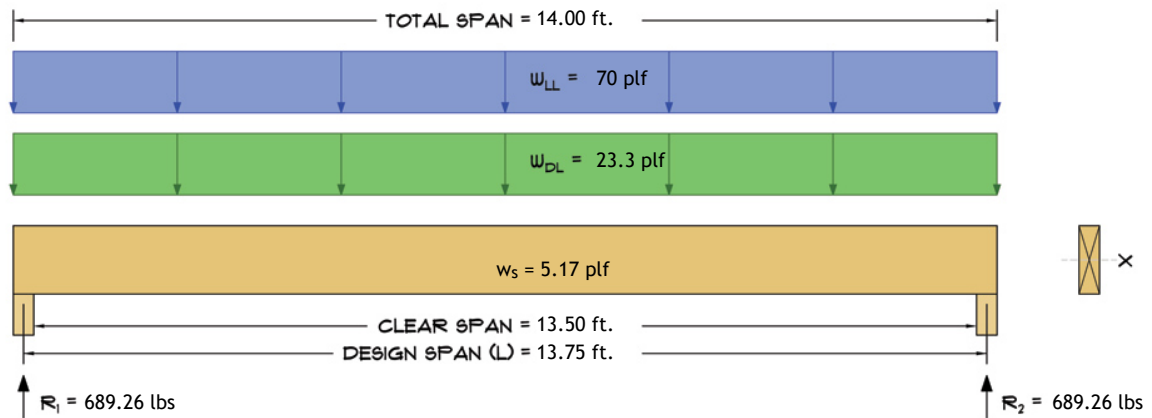 TOTAL SPAN = 14.00 ft.
wLL = 70 plf
wDL = 23.3 plf
ws = 5.17 plf
X
CLEAR SPAN = 13.50 ft.
DESIGN SPAN (L) = 13.75 ft.
R1 = 689.26 lbs
R2 = 689.26 lbs